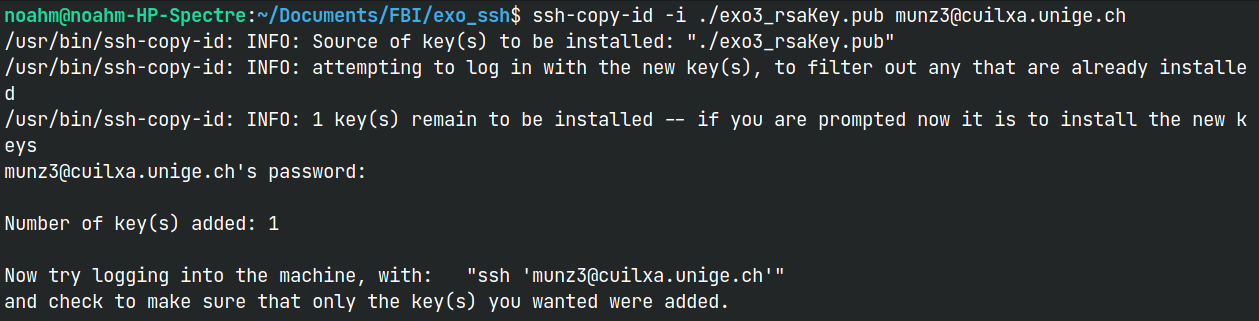 noahm@noahm-HP-Spectre:~/Documents/FBI/exo_ssh$ ssh-copy-id -i ./exo3_rsaKey.pub munz3@cuilxa.unige.ch
/usr/bin/ssh-copy-id: INFO: Source of key(s) to be installed: "./exo3_rsaKey.pub"
/usr/bin/ssh-copy-id: INFO: attempting to log in with the new key(s), to filter out any that are already installe
d
/usr/bin/ssh-copy-id: INFO: 1 key(s) remain to be installed -- if you are prompted now it is to install the new k
eys
munz3@cuilxa.unige.ch's password:
Number of key(s) added: 1
Now try logging into the machine, with:   "ssh 'munz3@cuilxa.unige.ch'"
and check to make sure that only the key(s) you wanted were added.